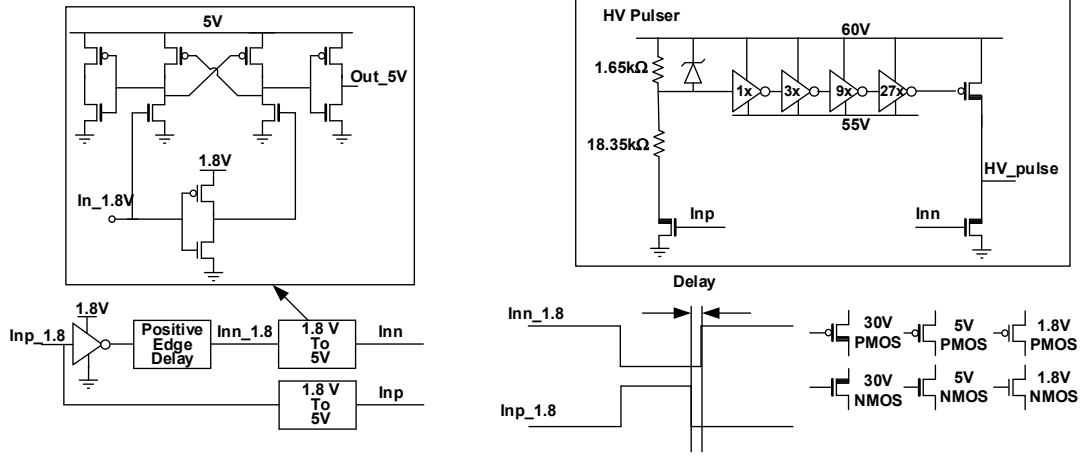 5V
Out_5V
1.8V
In_1.8V
HV Pulser
60V
1.65kΩ
1x
3x
9x
27x
55V
18.35kΩ
HV_pulse
Inp
Inn
1.8V
Inp_1.8
Positive
Edge
Delay
Inn_1.8
1.8 V
To
5V
Inn
1.8 V
To
5V
Inp
Delay
Inn_1.8
Inp_1.8
30V
PMOS
5V
PMOS
1.8V
PMOS
30V
NMOS
5V
NMOS
1.8V
NMOS